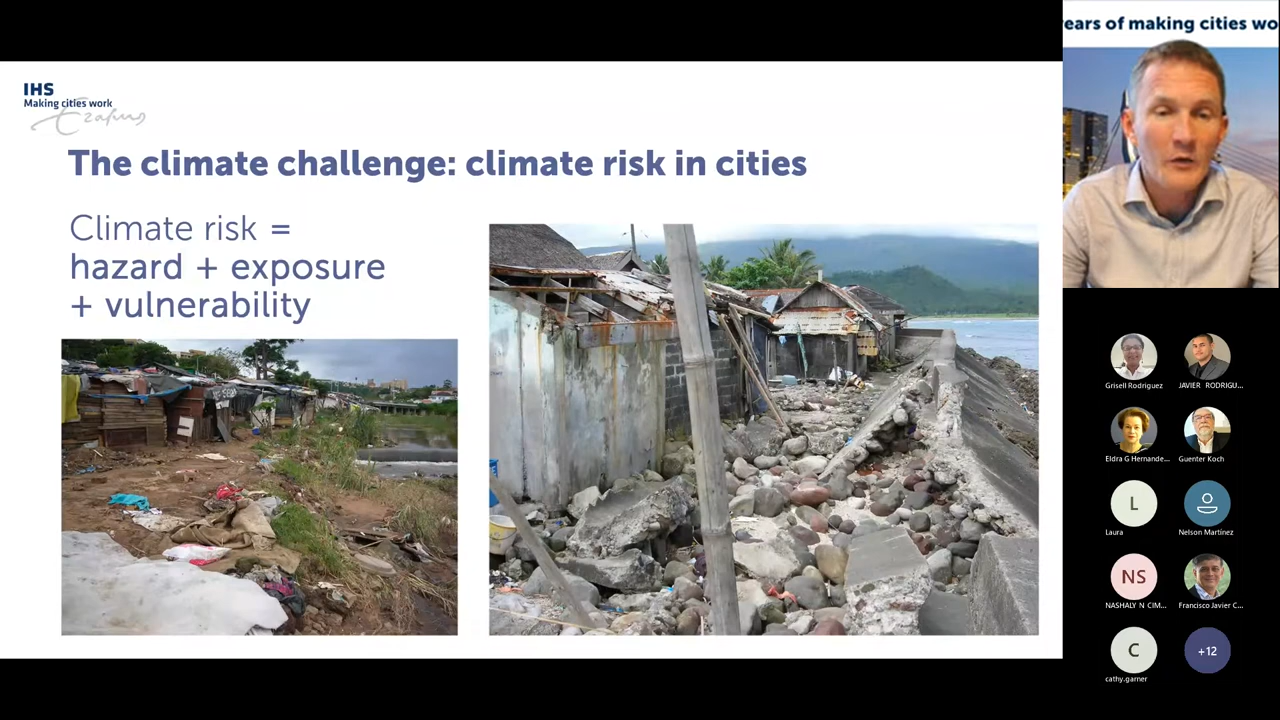 IHS
Making cities work
Erasmus
The climate challenge: climate risk in cities
Climate risk =
hazard + exposure
+ vulnerability
ears of making cities wo
Grisell Rodriguez
JAVIER RODRIGU...
Eldra G Hernande...
Guenter Koch
L
Laura
Nelson Martínez
NS
NASHALY N CIM...
Francisco Javier C...
C
cathy.garner
+12